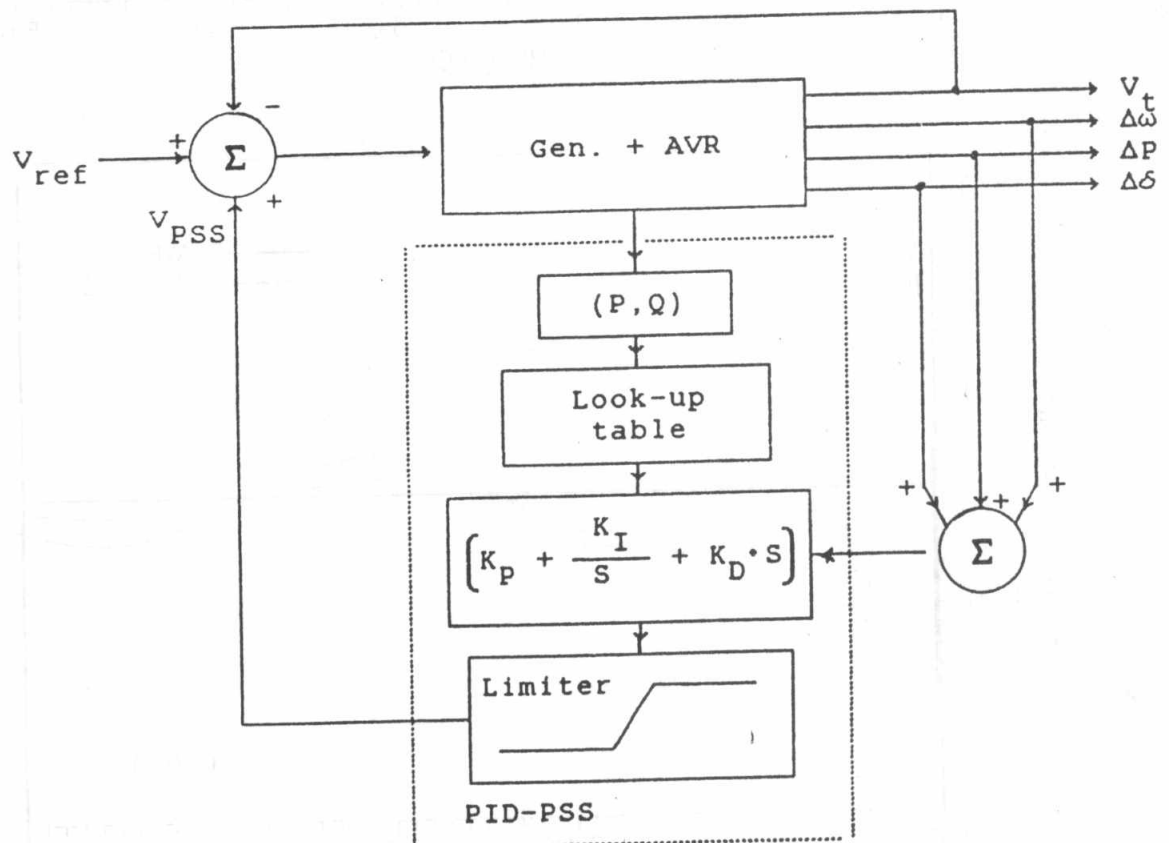 -
V_t
Δω
ΔP
Δδ
+
Σ
V_ref
+
V_PSS
Gen. + AVR
(P,Q)
Look-up
table
(K_P + K_I/S + K_D·S)
+
+
+
Σ
Limiter
PID-PSS